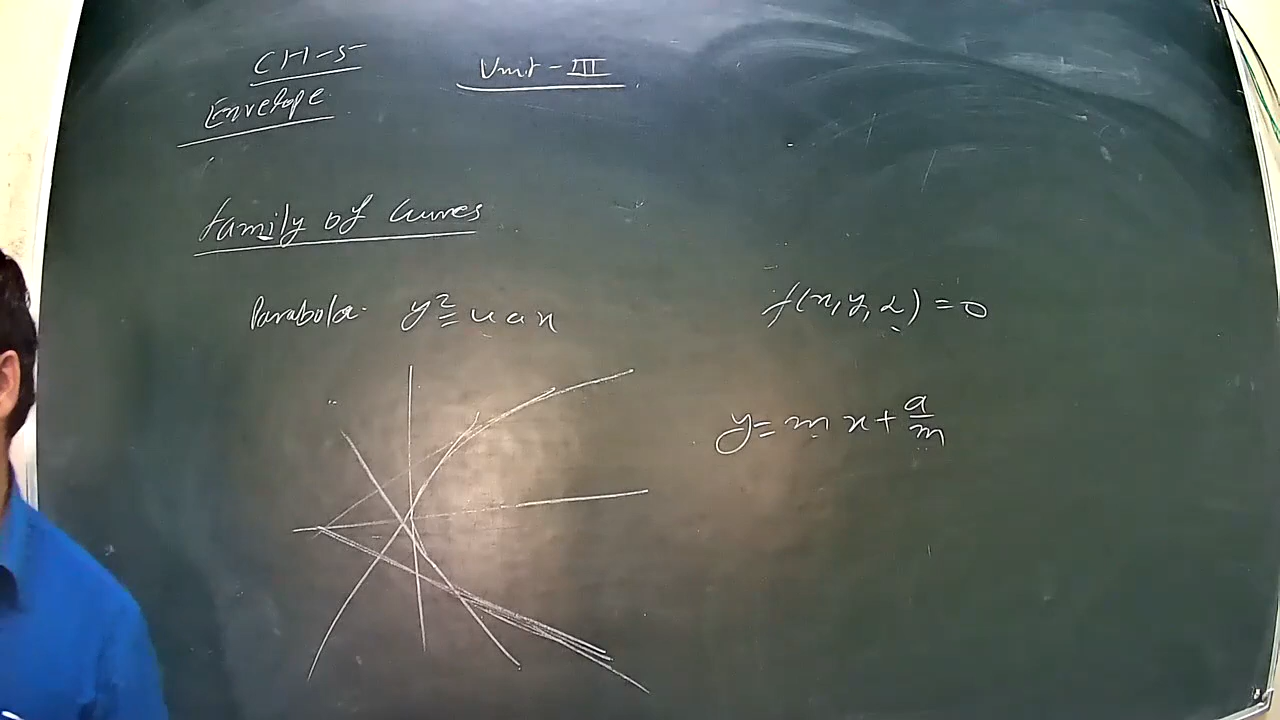 CH-5
Unit-III
Envelope
family of curves
Parabola. y² = 4ax
f(x,y,α)=0
y = mx + a/m